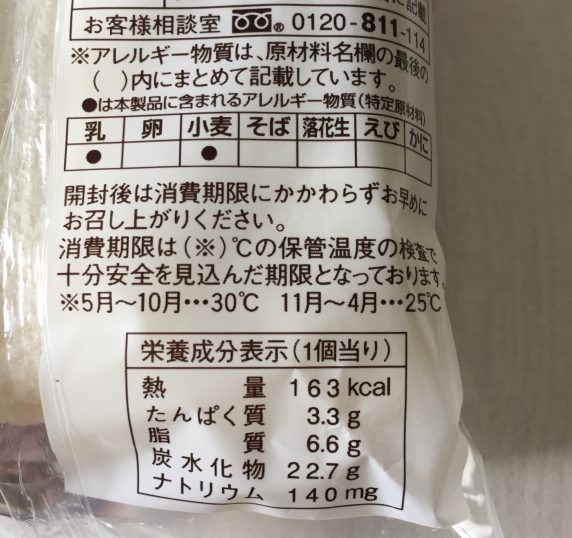 お客様相談室 0120-811-114
※アレルギー物質は、原材料名欄の最後の
( )内にまとめて記載しています。
●は本製品に含まれるアレルギー物質(特定原材料)
乳 卵 小麦 そば 落花生 えび かに
● ●
開封後は消費期限にかかわらずお早めに
お召し上がりください。
消費期限は(※)℃の保管温度の検査で
十分安全を見込んだ期限となっております。
※5月~10月…30℃ 11月~4月…25℃
栄養成分表示(1個当り)
熱量 163kcal
たんぱく質 3.3g
脂質 6.6g
炭水化物 22.7g
ナトリウム 140mg